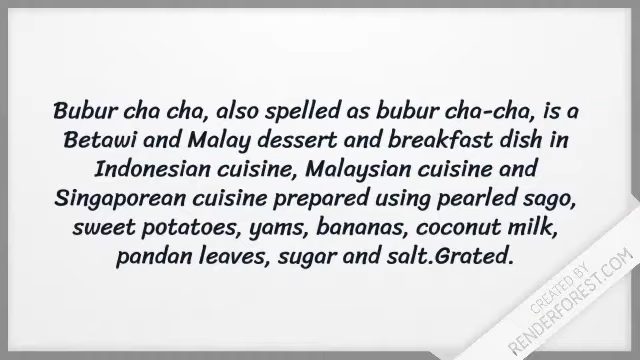 Bubur cha cha, also spelled as bubur cha-cha, is a
Betawi and Malay dessert and breakfast dish in
Indonesian cuisine, Malaysian cuisine and
Singaporean cuisine prepared using pearled sago,
sweet potatoes, yams, bananas, coconut milk,
pandan leaves, sugar and salt.Grated.
CREATED BY
RENDERFOREST.COM